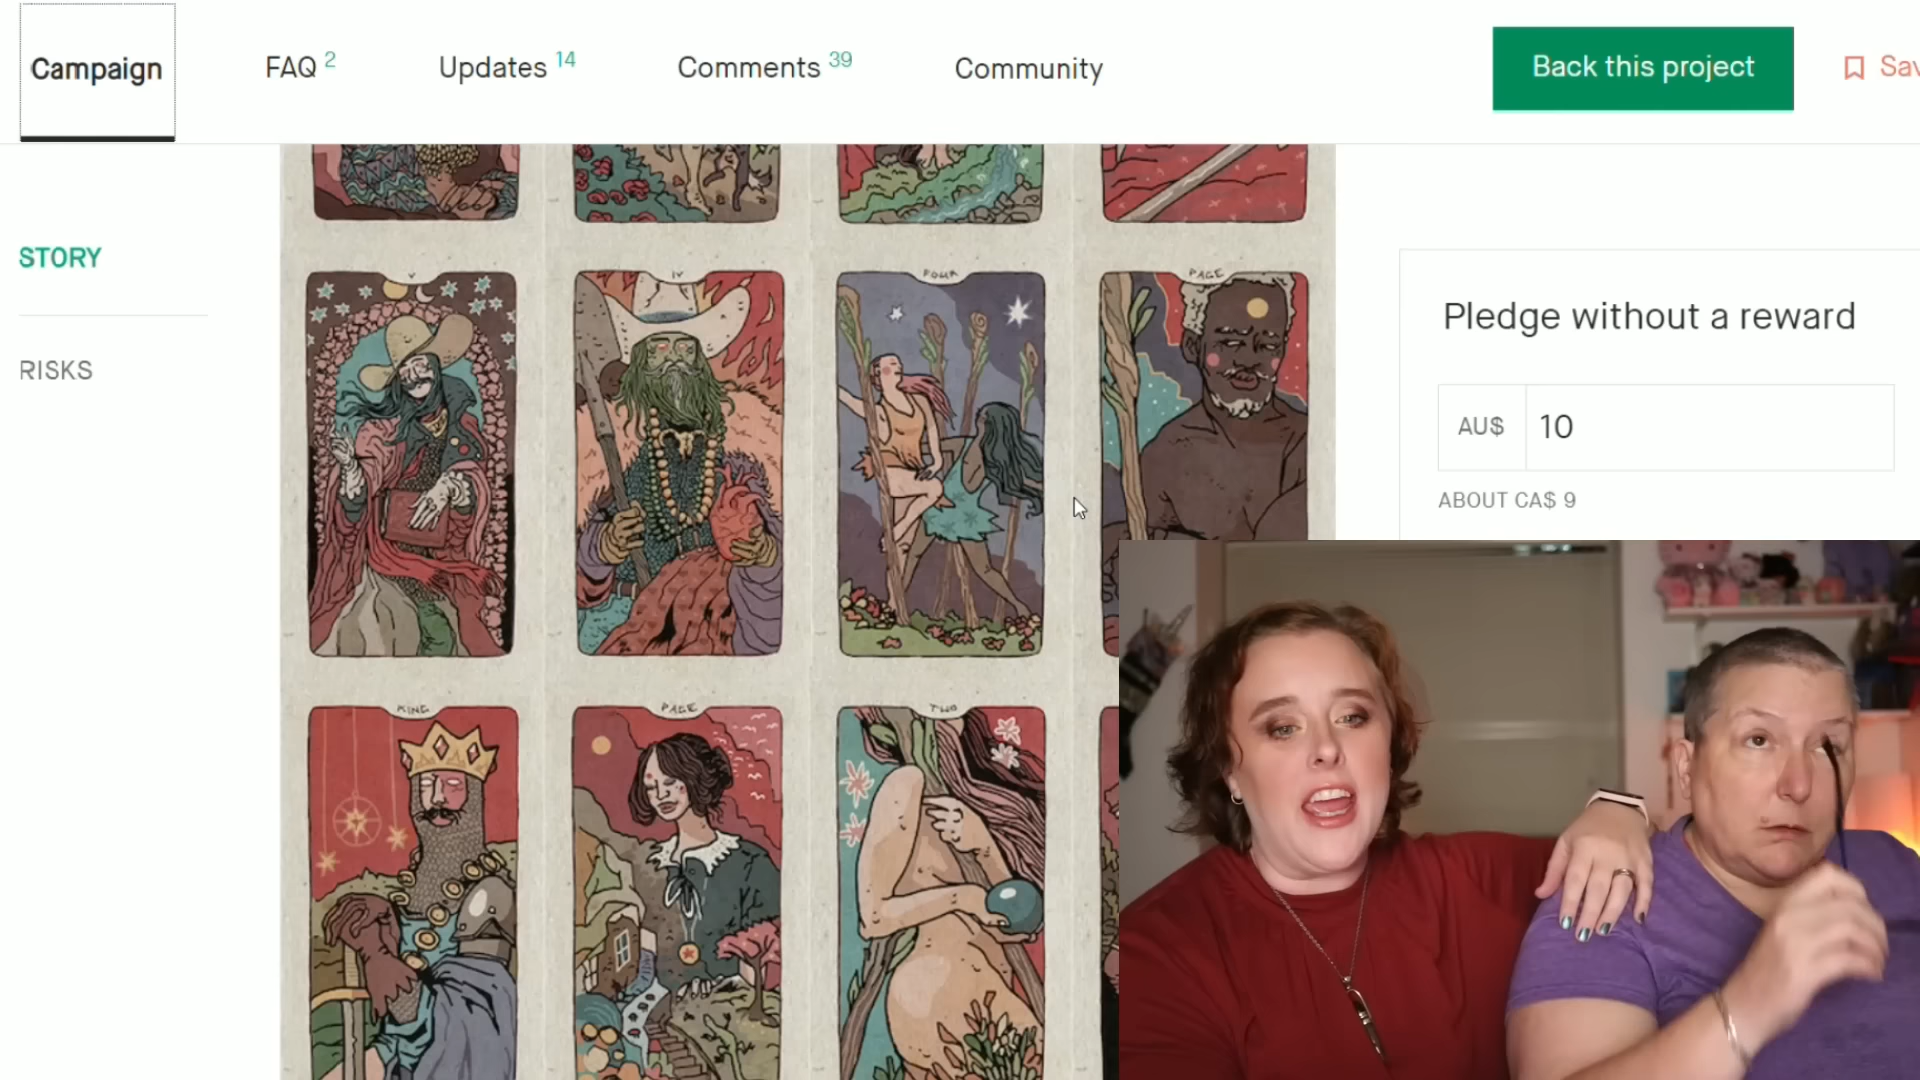 Campaign
FAQ 2
Updates 14
Comments 39
Community
Back this project
STORY
RISKS
V
IV
FOUR
PAGE
KING
PAGE
TWO
Pledge without a reward
AU$ 10
ABOUT CA$ 9